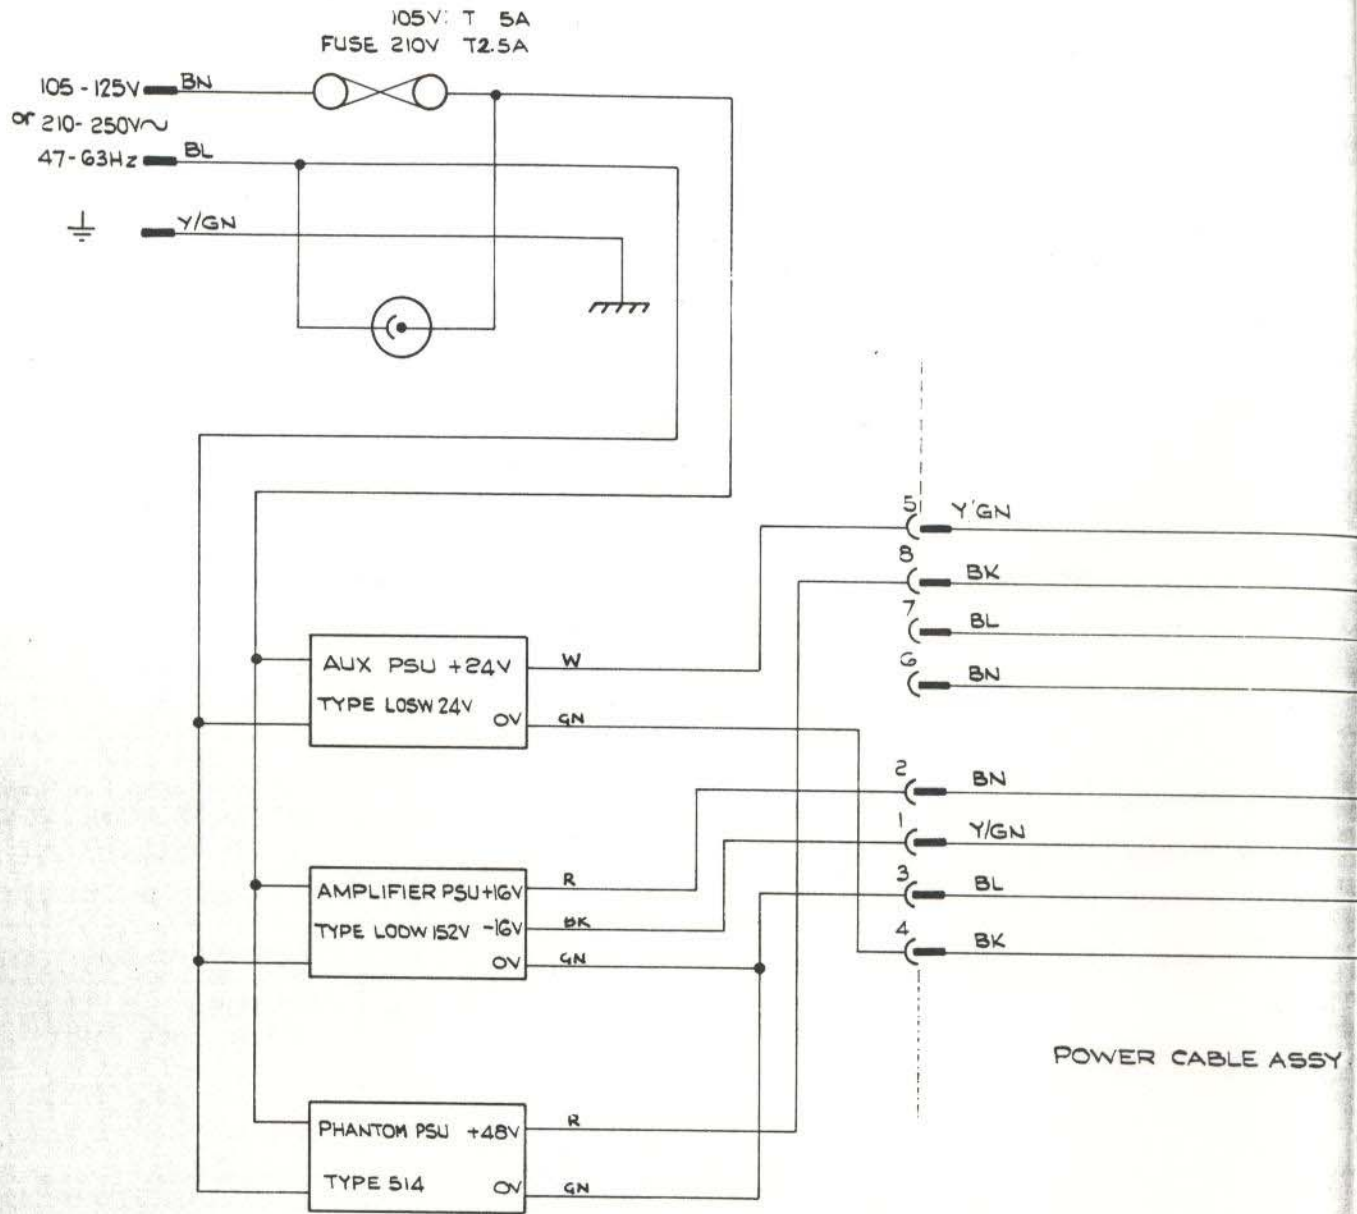 105V: T 5A
FUSE 210V T2.5A
105-125V BN
or 210-250V~
47-63Hz BL
Y/GN
5 Y'GN
8 BK
7 BL
6 BN
AUX PSU +24V W
TYPE LOSW 24V
0V GN
2 BN
1 Y/GN
3 BL
4 BK
AMPLIFIER PSU +16V R
TYPE LODW 152V -16V BK
0V GN
POWER CABLE ASSY.
PHANTOM PSU +48V R
TYPE 514 0V GN